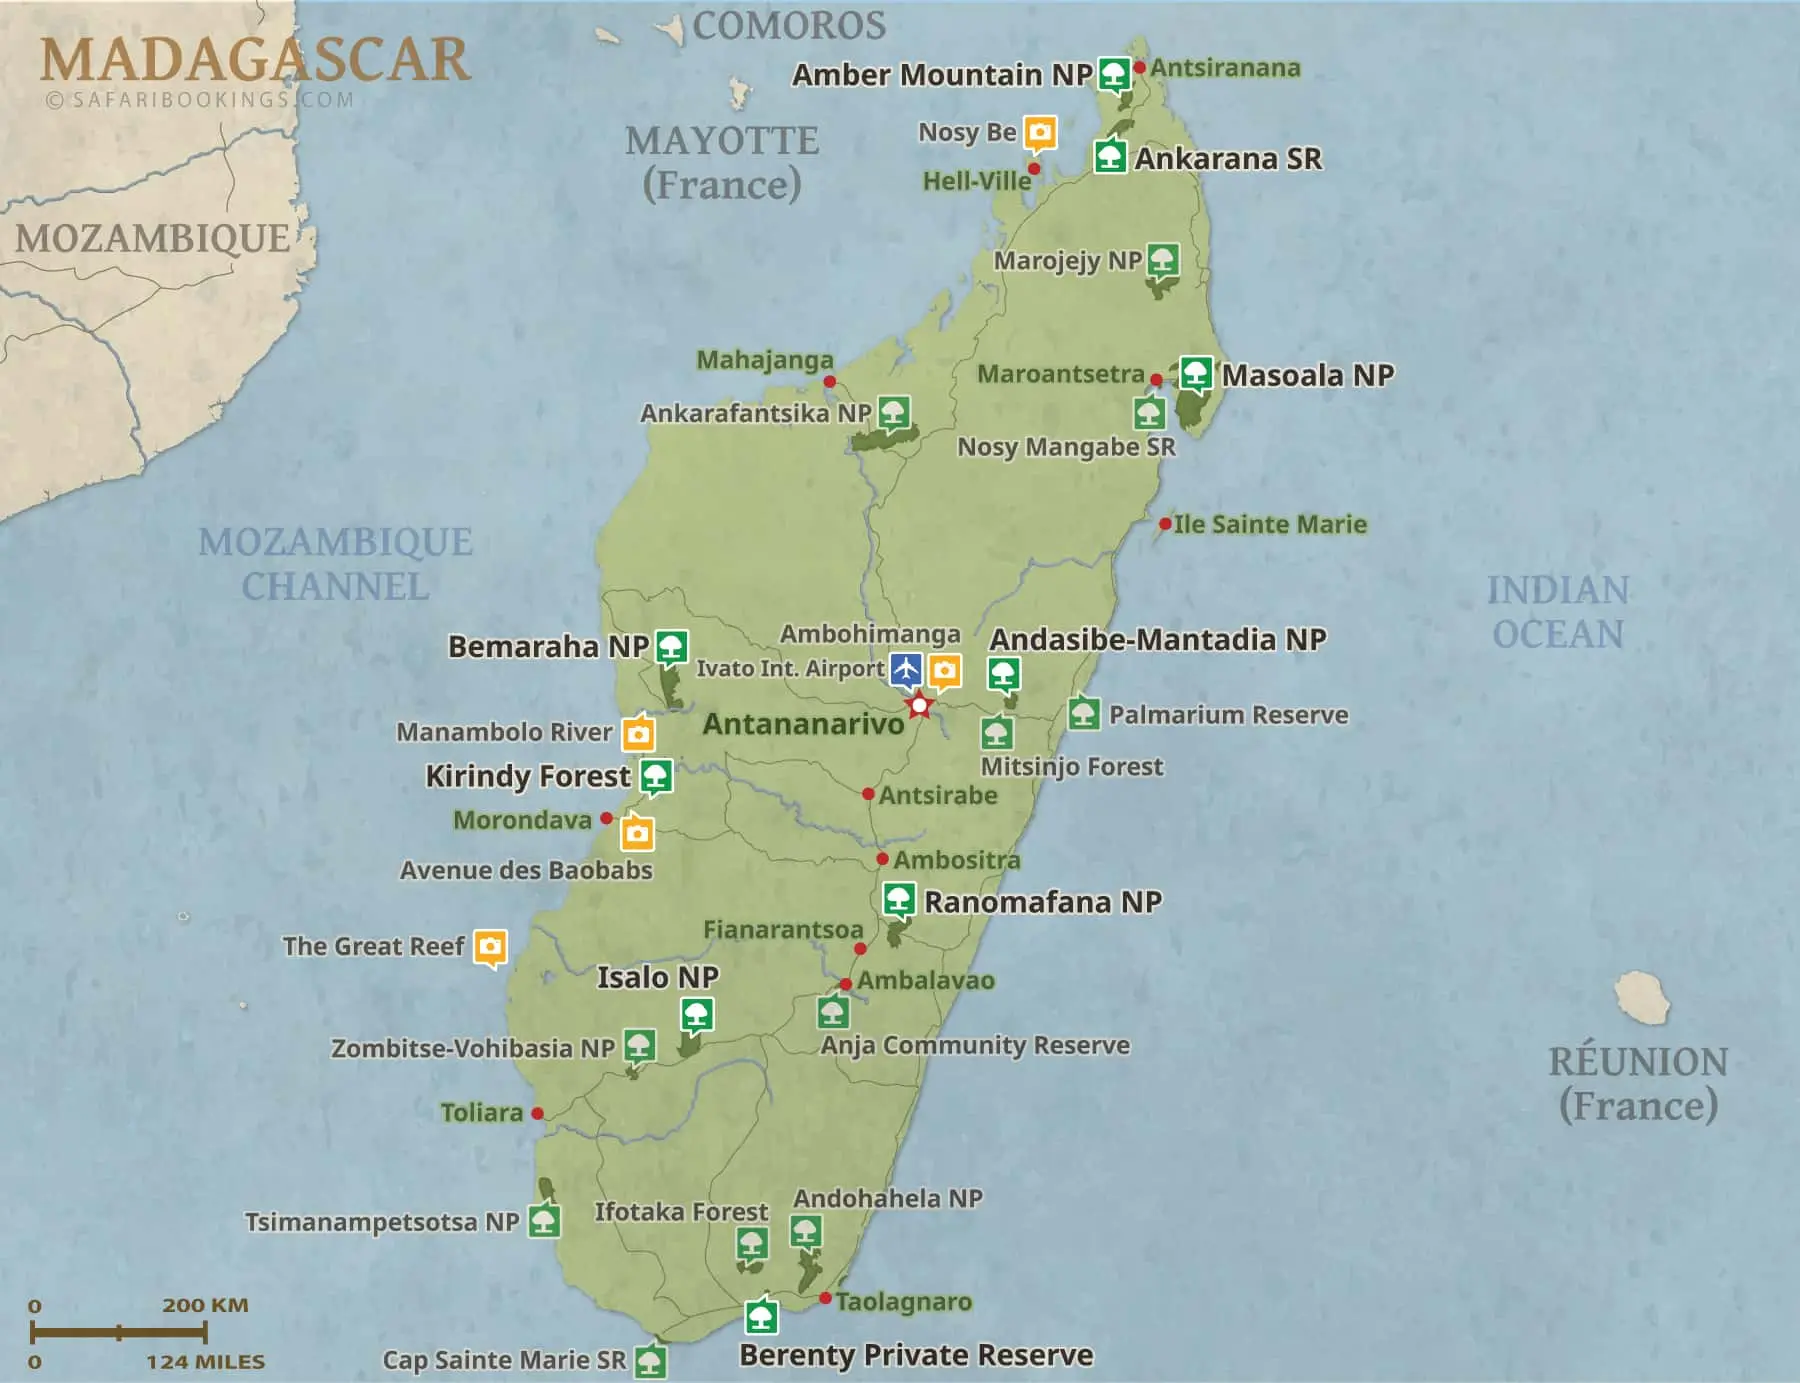 MADAGASCAR
© SAFARIBOOKINGS.COM
COMOROS
Amber Mountain NP
Antsiranana
MAYOTTE
(France)
Nosy Be
Ankarana SR
Hell-Ville
MOZAMBIQUE
Marojejy NP
Mahajanga
Maroantsetra
Masoala NP
Ankarafantsika NP
Nosy Mangabe SR
Ile Sainte Marie
MOZAMBIQUE
CHANNEL
INDIAN
OCEAN
Bemaraha NP
Ambohimanga
Andasibe-Mantadia NP
Ivato Int. Airport
Antananarivo
Palmarium Reserve
Manambolo River
Mitsinjo Forest
Kirindy Forest
Antsirabe
Morondava
Avenue des Baobabs
Ambositra
Ranomafana NP
Fianarantsoa
The Great Reef
Isalo NP
Ambalavao
Zombitse-Vohibasia NP
Anja Community Reserve
RÉUNION
(France)
Toliara
Tsimanampetsotsa NP
Ifotaka Forest
Andohahela NP
Taolagnaro
Berenty Private Reserve
Cap Sainte Marie SR
0 200 KM
0 124 MILES